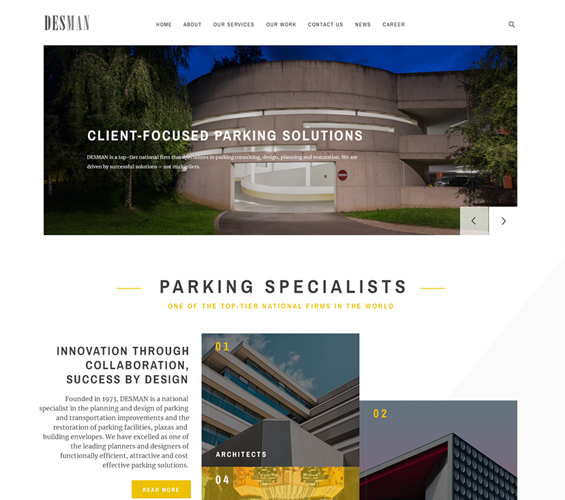 DESMAN
HOME ABOUT OUR SERVICES OUR WORK CONTACT US NEWS CAREER
CLIENT-FOCUSED PARKING SOLUTIONS
DESMAN is a top-tier national firm that specializes in parking consulting, design, planning and restoration. We are
driven by successful solutions – not multipliers.
PARKING SPECIALISTS
ONE OF THE TOP-TIER NATIONAL FIRMS IN THE WORLD
INNOVATION THROUGH
COLLABORATION,
SUCCESS BY DESIGN
Founded in 1973, DESMAN is a national
specialist in the planning and design of parking
and transportation improvements and the
restoration of parking facilities, plazas and
building envelopes. We have excelled as one of
the leading planners and designers of
functionally efficient, attractive and cost
effective parking solutions.
READ MORE
01
ARCHITECTS
02
04